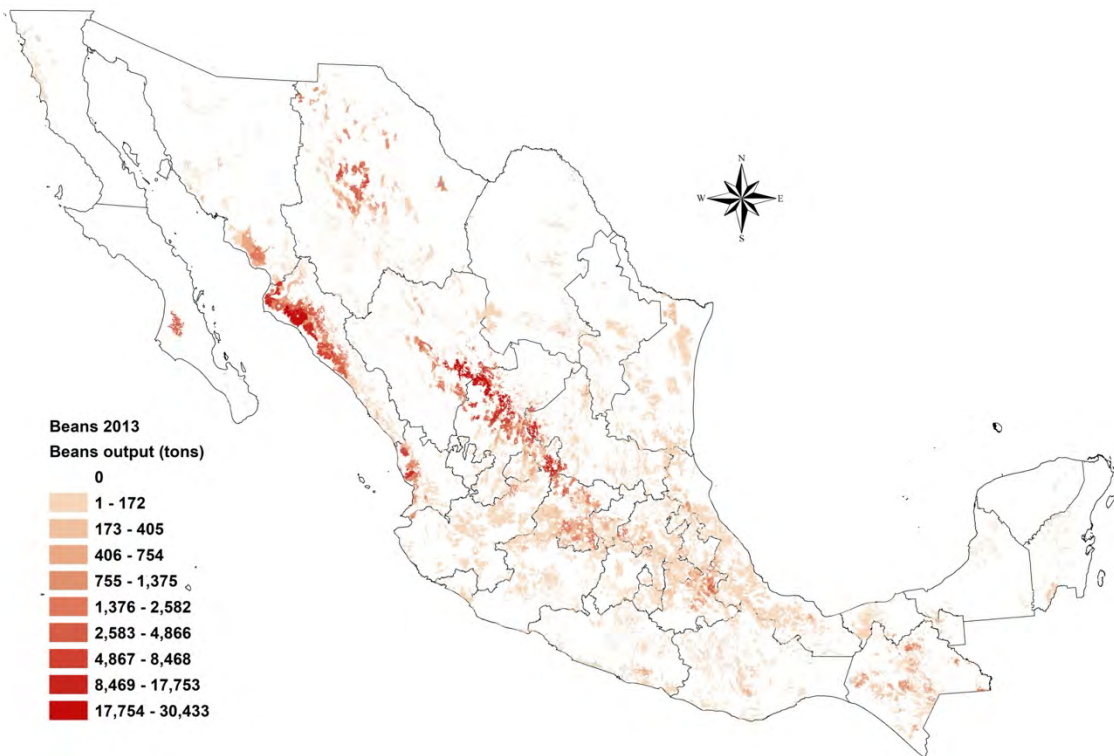 N
W
E
S
Beans 2013
Beans output (tons)
0
1 - 172
173 - 405
406 - 754
755 - 1,375
1,376 - 2,582
2,583 - 4,866
4,867 - 8,468
8,469 - 17,753
17,754 - 30,433